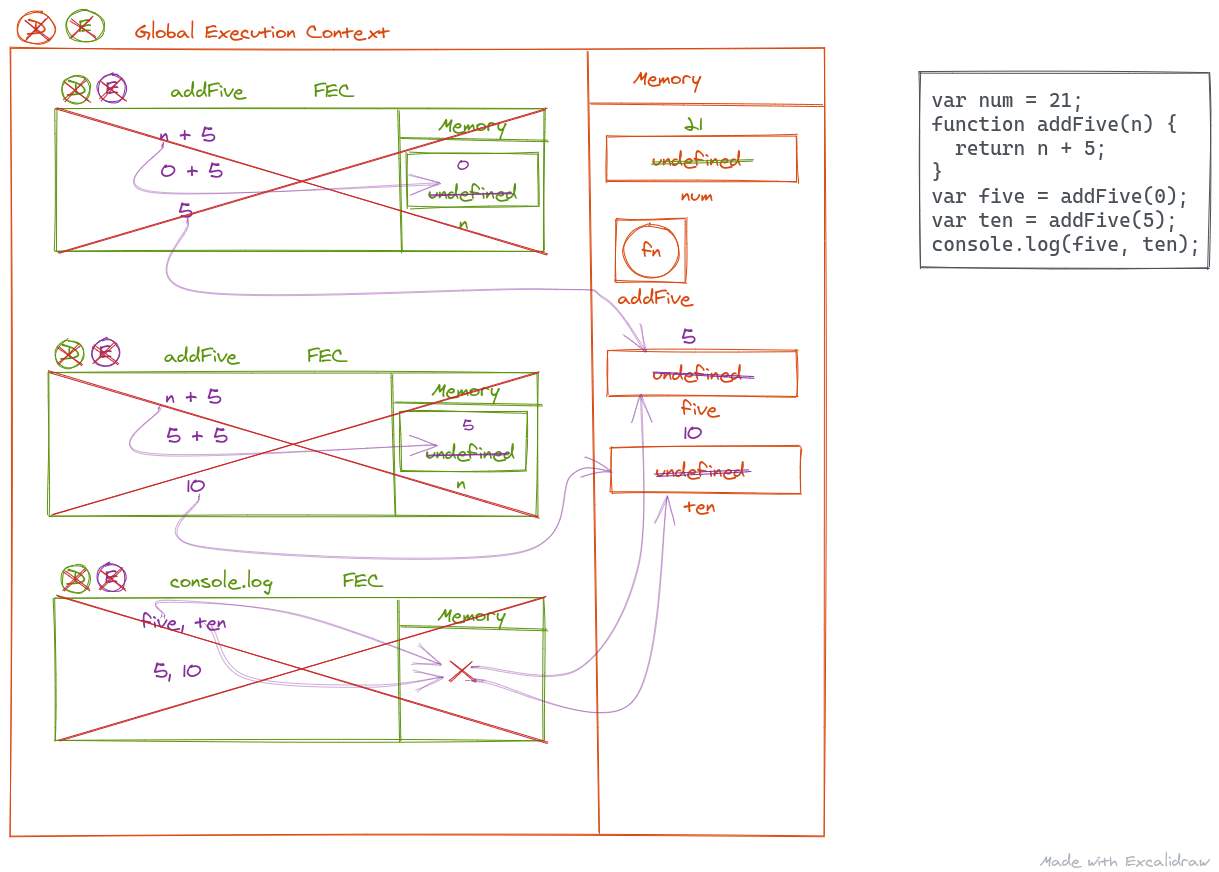 D E Global Execution Context
D E addFive FEC
n + 5
0 + 5
5
Memory
0
undefined
n
D E addFive FEC
n + 5
5 + 5
10
Memory
5
undefined
n
D E console.log FEC
five, ten
5, 10
Memory
Memory
21
undefined
num
fn
addFive
5
undefined
five
10
undefined
ten
var num = 21;
function addFive(n) {
return n + 5;
}
var five = addFive(0);
var ten = addFive(5);
console.log(five, ten);
Made with Excalidraw